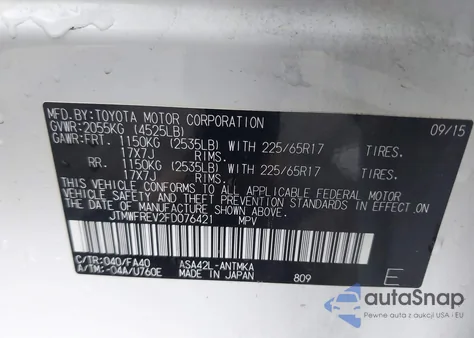 MFD.BY:TOYOTA MOTOR CORPORATION 09/15
GVWR:2055KG (4525LB)
GAWR:FRT. 1150KG (2535LB) WITH 225/65R17 TIRES.
17X7J RIMS.
RR. 1150KG (2535LB) WITH 225/65R17 TIRES.
17X7J RIMS.
THIS VEHICLE CONFORMS TO ALL APPLICABLE FEDERAL MOTOR
VEHICLE SAFETY AND THEFT PREVENTION STANDARDS IN EFFECT ON
THE DATE OF MANUFACTURE SHOWN ABOVE.
JTMWFREV2FD076421 MPV
C/TR:040/FA40 ASA42L-ANTMKA
A/TM:-04A/U760E MADE IN JAPAN 809 E
autoSnap
Pewne auta z aukcji w USA i EU